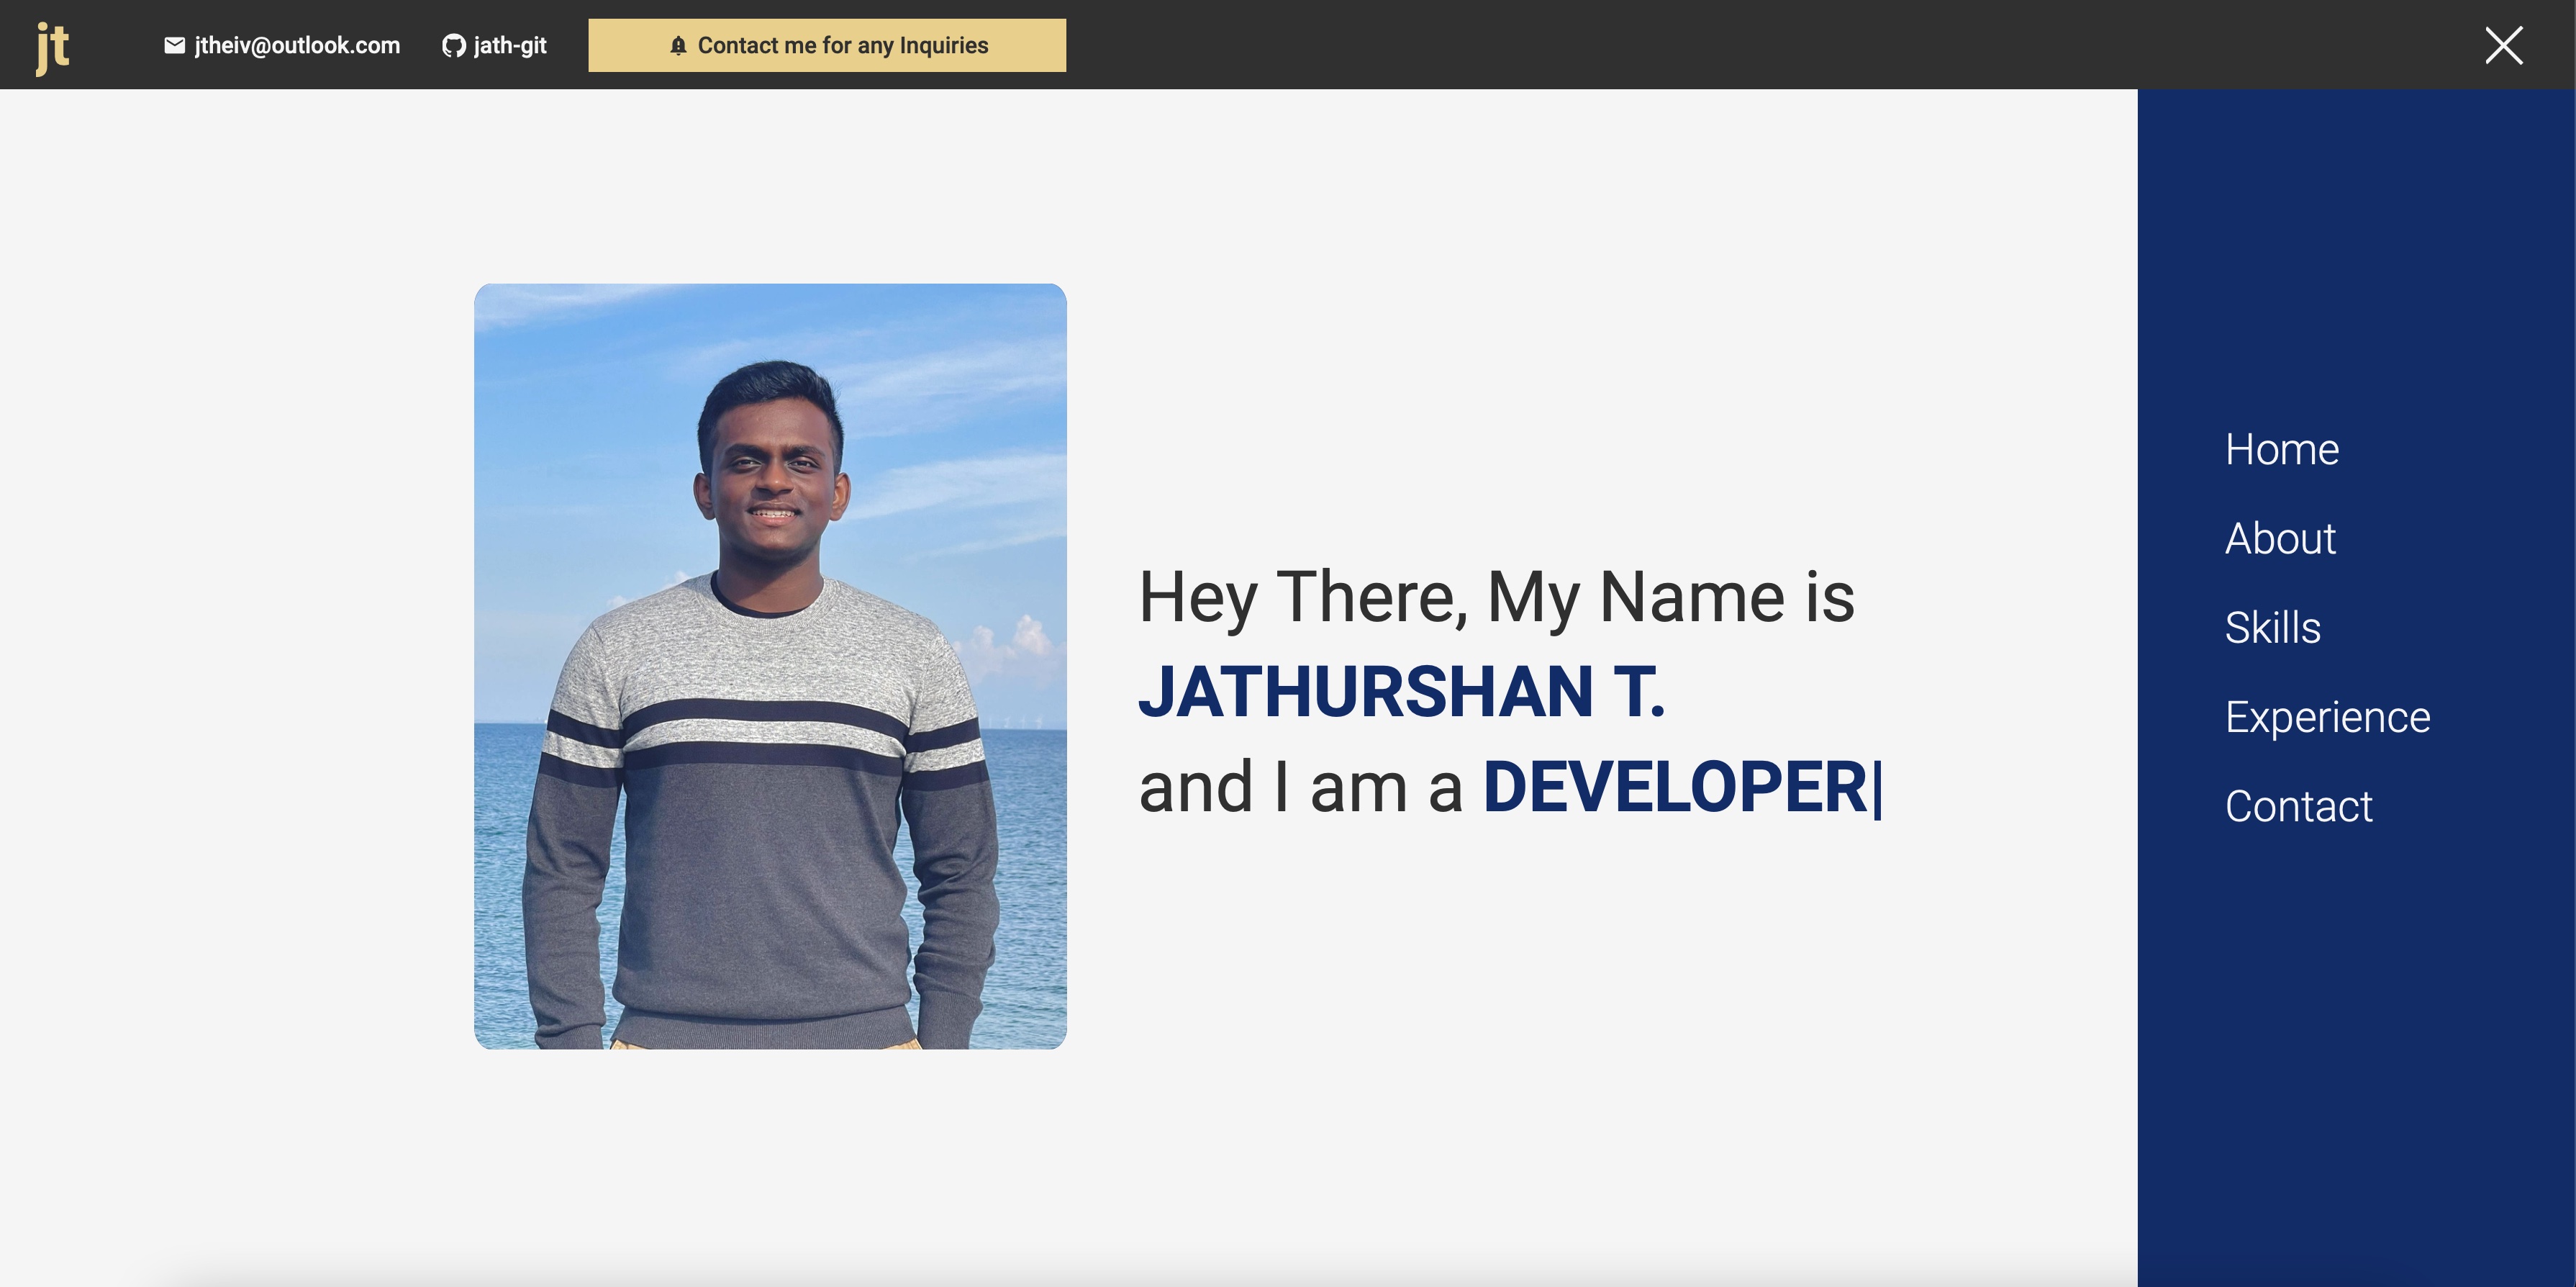 jt
jtheiv@outlook.com
jath-git
Contact me for any Inquiries
Hey There, My Name is
JATHURSHAN T.
and I am a DEVELOPER|
Home
About
Skills
Experience
Contact